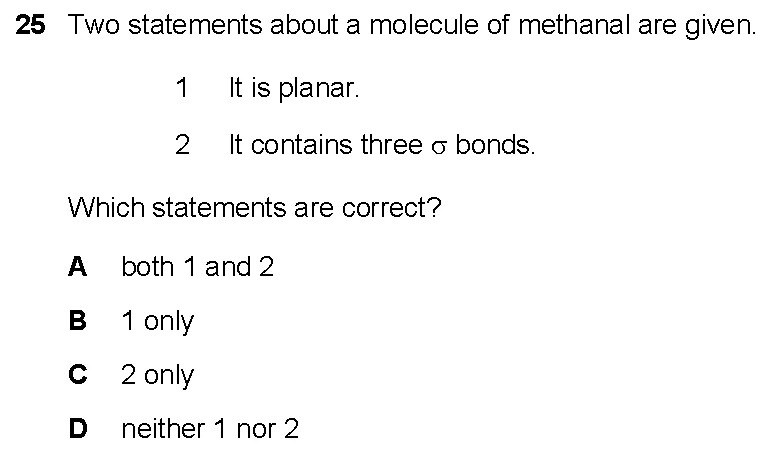 25 Two statements about a molecule of methanal are given.
1 It is planar.
2 It contains three σ bonds.
Which statements are correct?
A both 1 and 2
B 1 only
C 2 only
D neither 1 nor 2